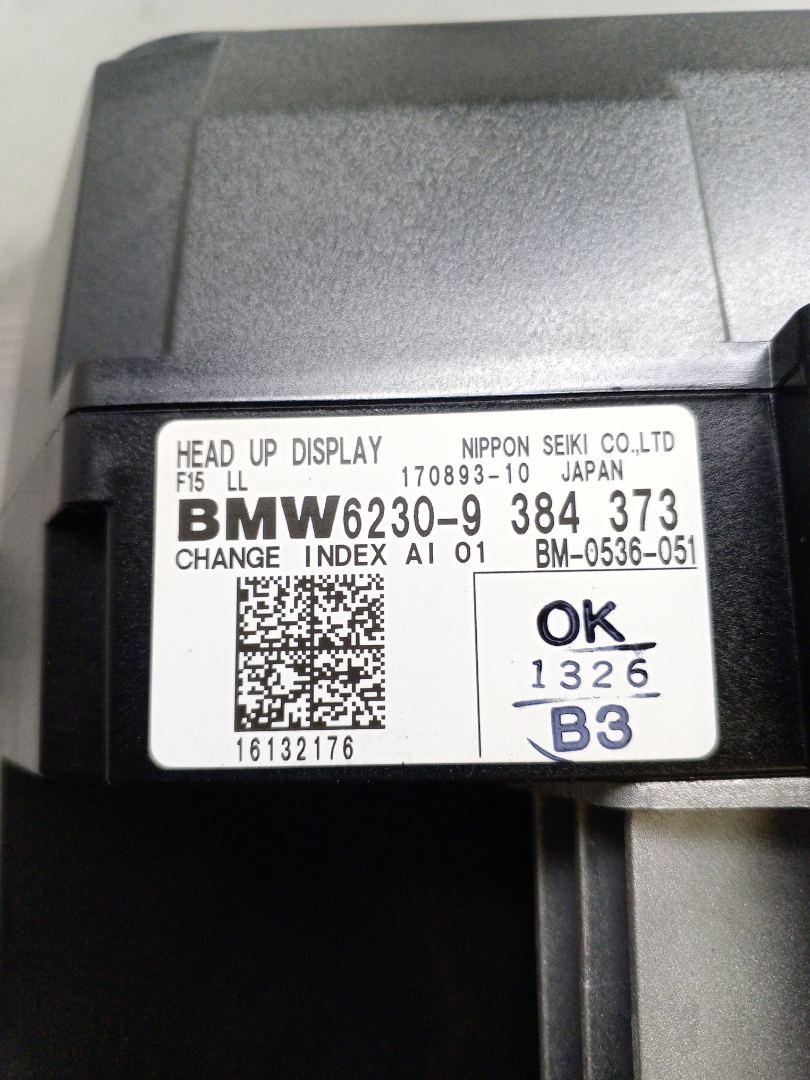 HEAD UP DISPLAY NIPPON SEIKI CO.,LTD
F15 LL 170893-10 JAPAN
BMW6230-9 384 373
CHANGE INDEX AI 01 BM-0536-051
OK
1326
B3
16132176